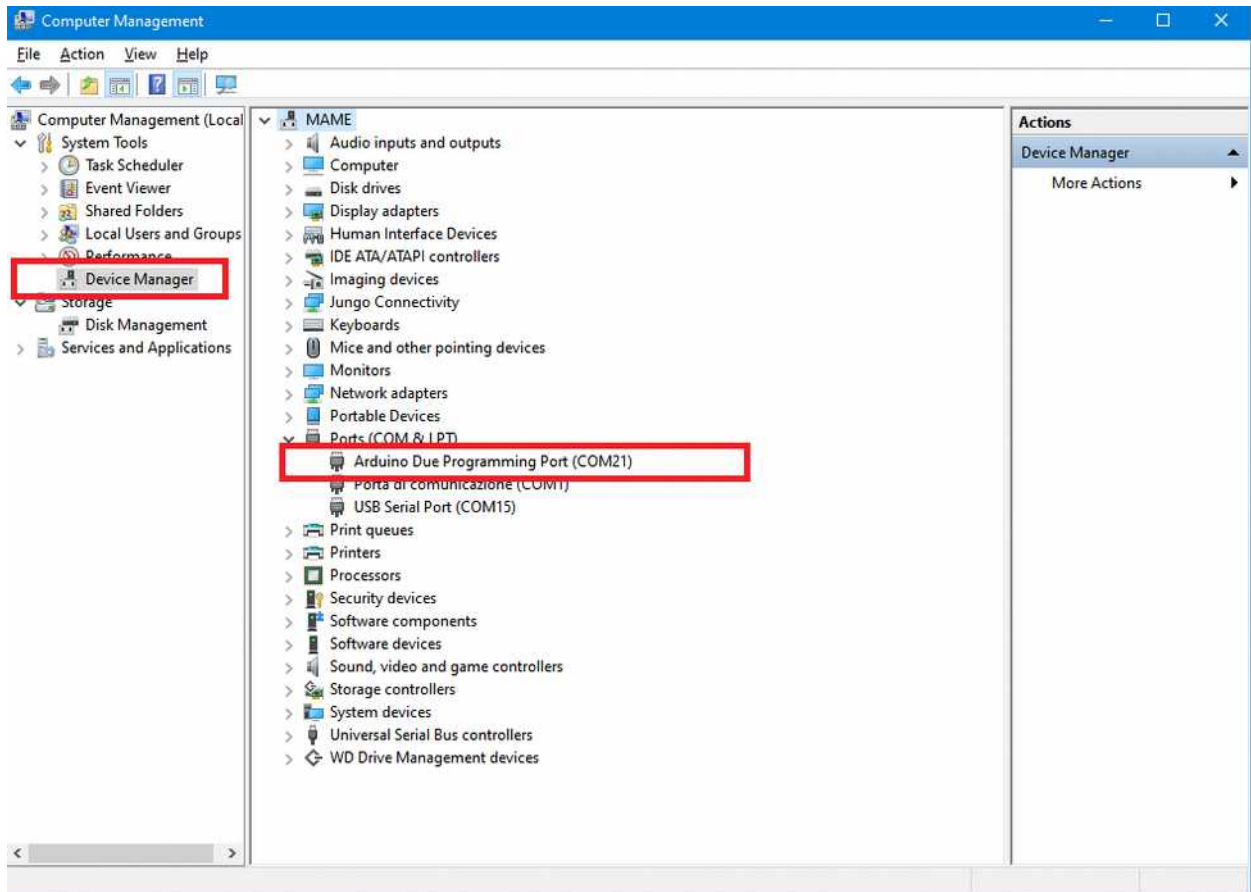 Computer Management
File Action View Help
Computer Management (Local
System Tools
Task Scheduler
Event Viewer
Shared Folders
Local Users and Groups
Performance
Device Manager
Storage
Disk Management
Services and Applications
MAME
Audio inputs and outputs
Computer
Disk drives
Display adapters
Human Interface Devices
IDE ATA/ATAPI controllers
Imaging devices
Jungo Connectivity
Keyboards
Mice and other pointing devices
Monitors
Network adapters
Portable Devices
Ports (COM & LPT)
Arduino Due Programming Port (COM21)
Porta di comunicazione (COM1)
USB Serial Port (COM15)
Print queues
Printers
Processors
Security devices
Software components
Software devices
Sound, video and game controllers
Storage controllers
System devices
Universal Serial Bus controllers
WD Drive Management devices
Actions
Device Manager
More Actions